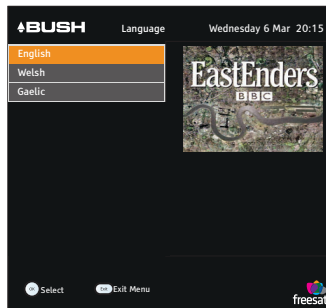 BUSH
Language
Wednesday 6 Mar 20:15
English
Welsh
Gaelic
EastEnders
BBC
OK Select
Exit Exit Menu
freesat